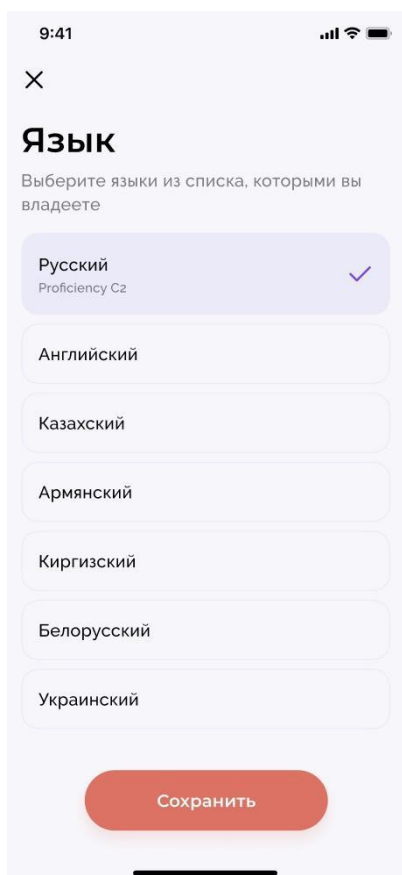 9:41
Язык
Выберите языки из списка, которыми вы
владеете
Русский
Proficiency C2
Английский
Казахский
Армянский
Киргизский
Белорусский
Украинский
Сохранить